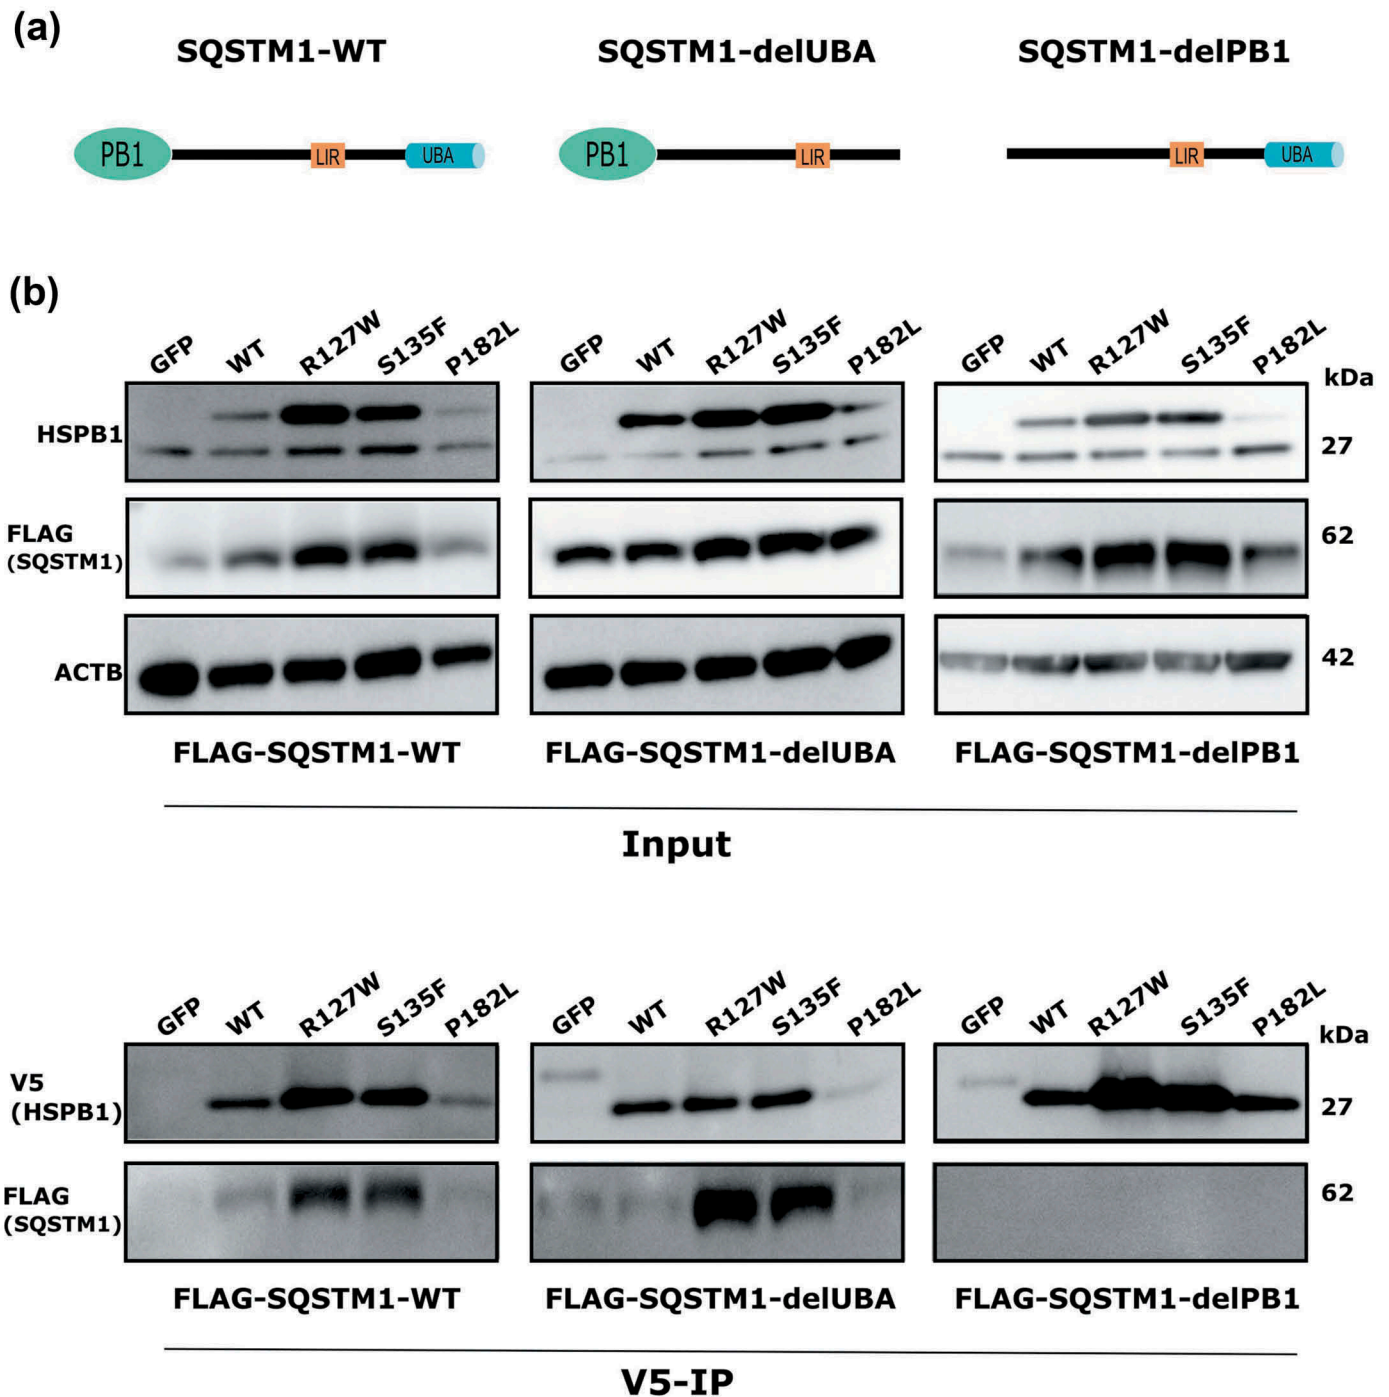 (a)
SQSTM1-WT SQSTM1-delUBA SQSTM1-delPB1
PB1 LIR UBA PB1 LIR LIR UBA
(b)
GFP WT R127W S135F P182L GFP WT R127W S135F P182L GFP WT R127W S135F P182L
kDa
HSPB1 27
FLAG 62
(SQSTM1)
ACTB 42
FLAG-SQSTM1-WT FLAG-SQSTM1-delUBA FLAG-SQSTM1-delPB1
Input
GFP WT R127W S135F P182L GFP WT R127W S135F P182L GFP WT R127W S135F P182L
kDa
V5
(HSPB1) 27
FLAG 62
(SQSTM1)
FLAG-SQSTM1-WT FLAG-SQSTM1-delUBA FLAG-SQSTM1-delPB1
V5-IP